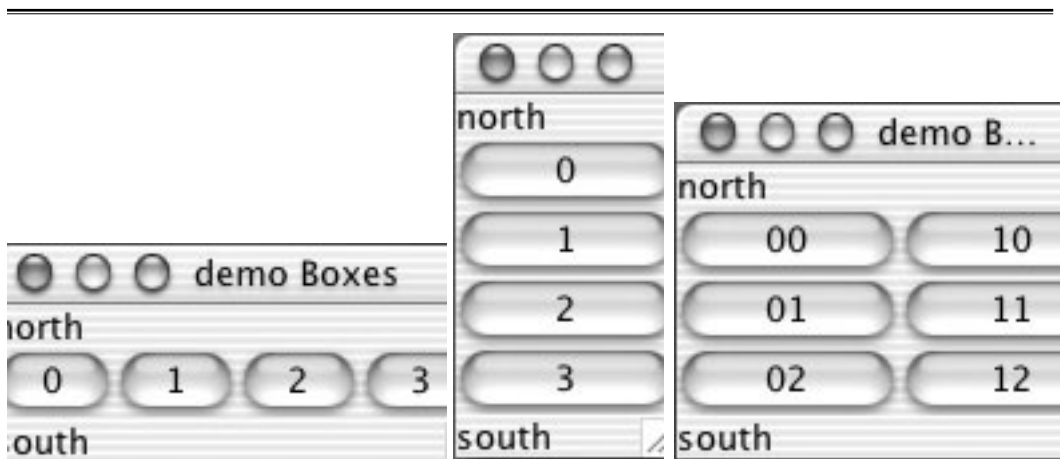 demo Boxes
north
0 1 2 3
south
north
0
1
2
3
south
demo B...
north
00 10
01 11
02 12
south